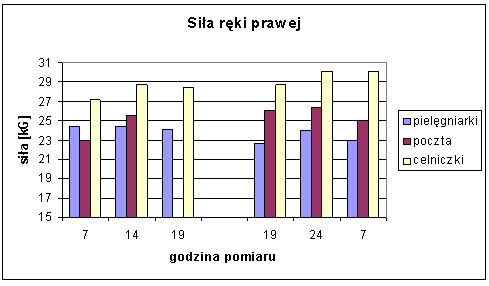 Siła ręki prawej
siła [kG]
31
29
27
25
23
21
19
17
15
7 14 19 19 24 7
godzina pomiaru
pielęgniarki
poczta
celniczki